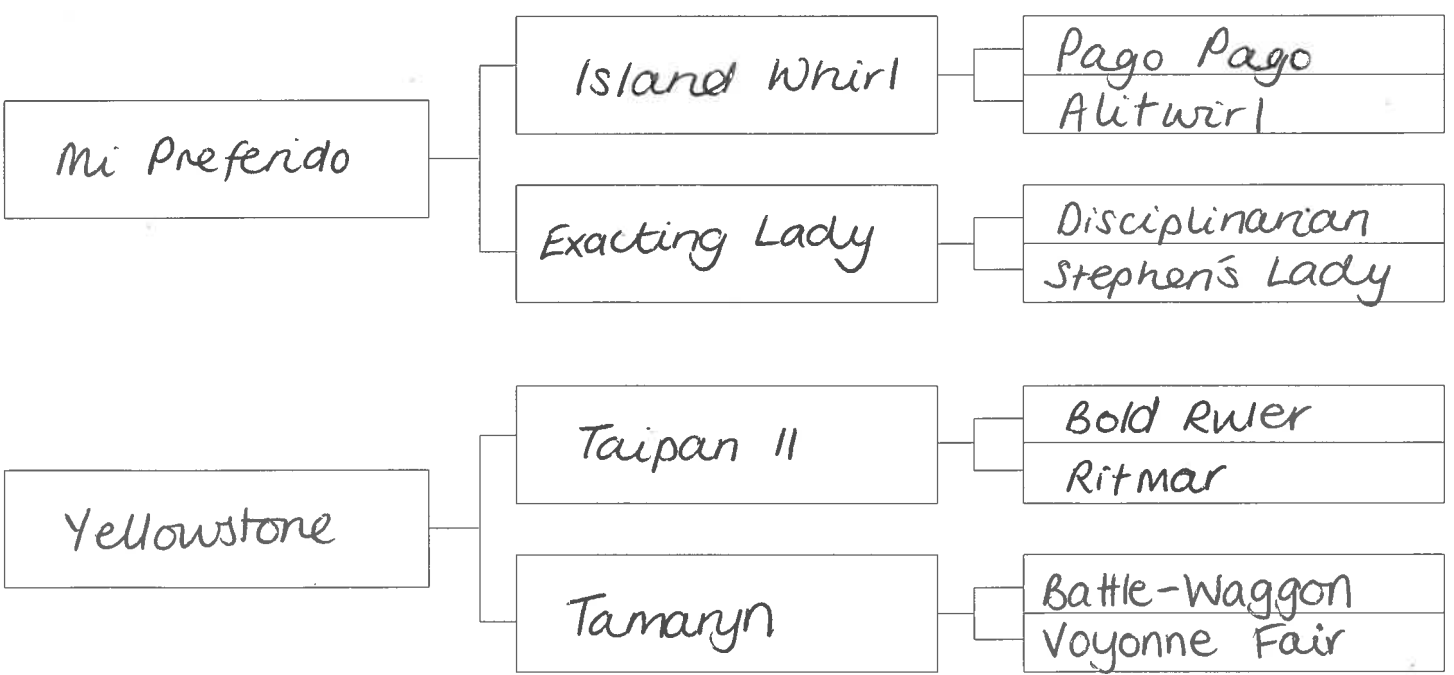 Pago Pago
Island Whirl
Alitwirl
Mi Preferido
Disciplinarian
Exacting Lady
Stephen's Lady
Bold Ruler
Taipan II
Ritmar
Yellowstone
Battle-Waggon
Tamaryn
Voyonne Fair